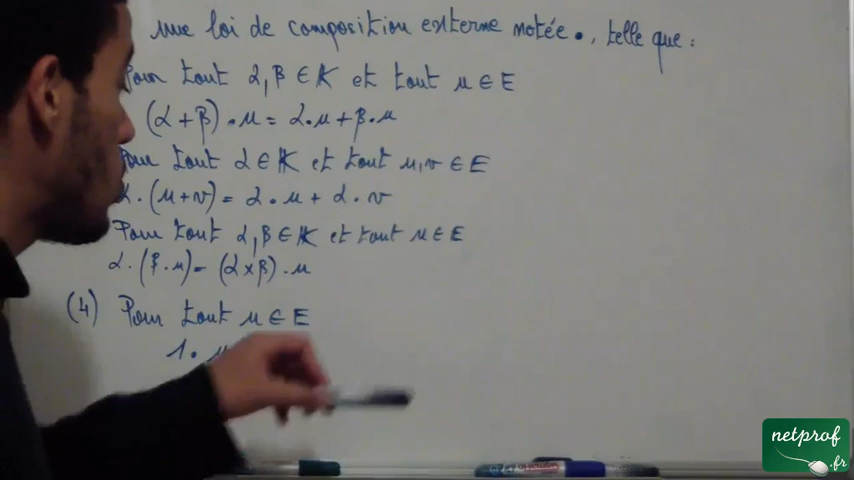 une loi de composition externe notée •, telle que :
Pour tout α, β ∈ K et tout u ∈ E
(α + β) • u = α • u + β • u
Pour tout α ∈ K et tout u, v ∈ E
α • (u + v) = α • u + α • v
Pour tout α, β ∈ K et tout u ∈ E
α • (β • u) = (α × β) • u
(4) Pour tout u ∈ E
1 • u
netprof
.fr